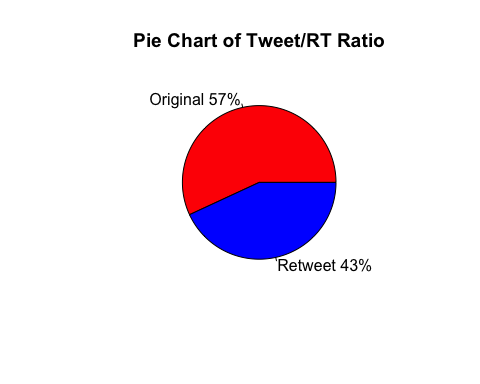 Pie Chart of Tweet/RT Ratio
Original 57%
Retweet 43%